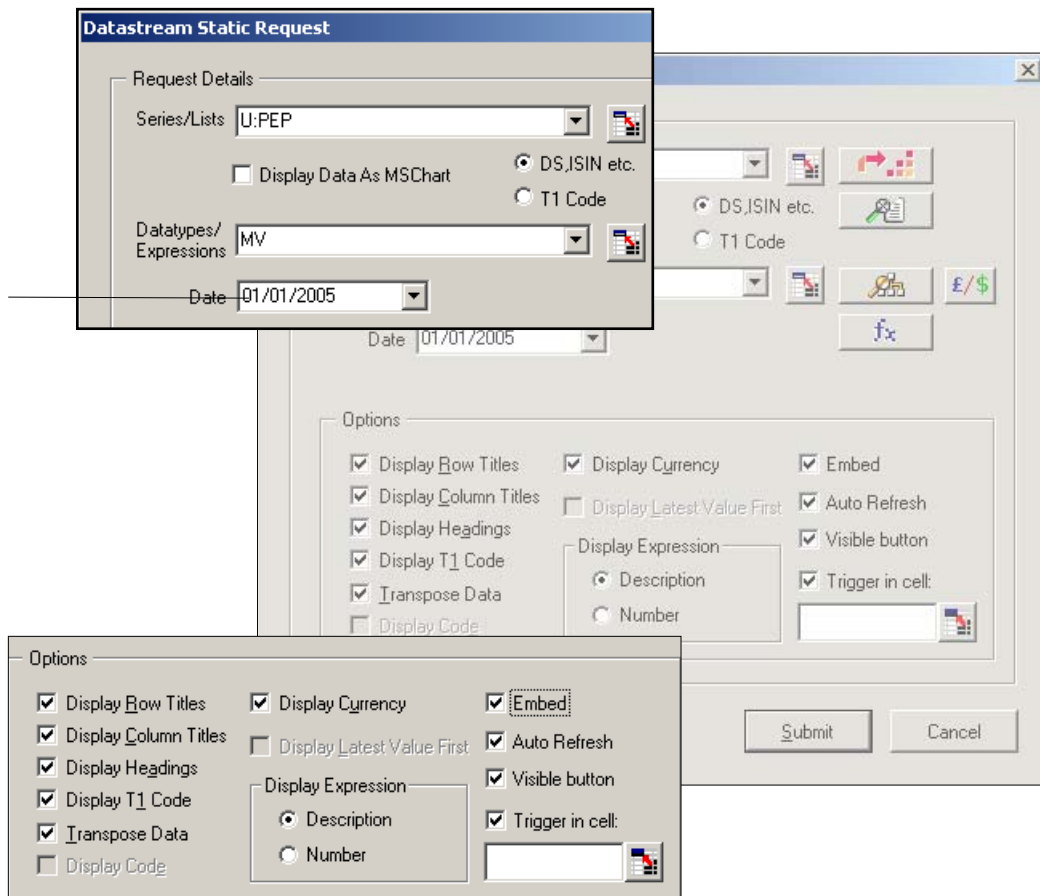 Datastream Static Request
Request Details
Series/Lists U:PEP
Display Data As MSChart
DS,ISIN etc.
T1 Code
Datatypes/
Expressions
MV
Date 01/01/2005
DS,ISIN etc.
T1 Code
£/$
fx
Date 01/01/2005
Options
Display Row Titles Display Currency Embed
Display Column Titles Display Latest Value First Auto Refresh
Display Headings Display Expression Visible button
Display T1 Code Description Trigger in cell:
Transpose Data Number
Display Code
Submit Cancel
Options
Display Row Titles Display Currency Embed
Display Column Titles Display Latest Value First Auto Refresh
Display Headings Display Expression Visible button
Display T1 Code Description Trigger in cell:
Transpose Data Number
Display Code